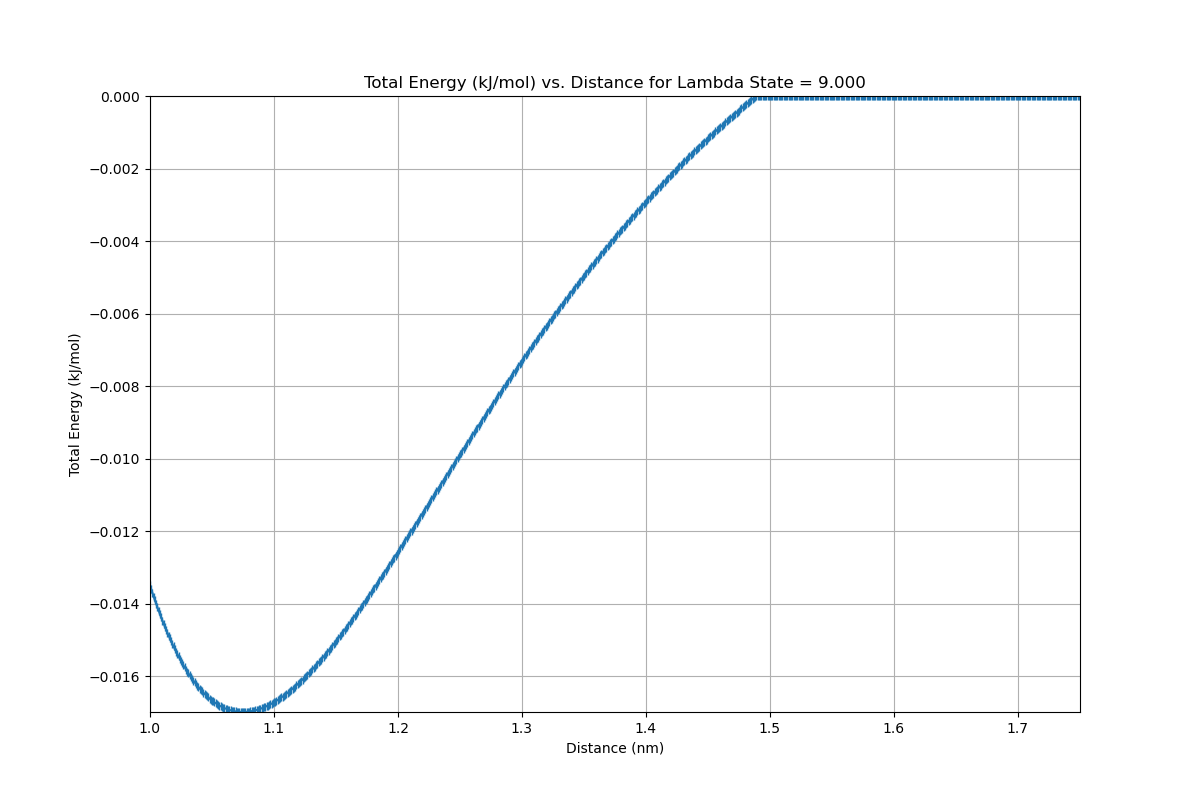 Total Energy (kJ/mol) vs. Distance for Lambda State = 9.000
0.000
−0.002
−0.004
−0.006
−0.008
−0.010
−0.012
−0.014
−0.016
Total Energy (kJ/mol)
1.0 1.1 1.2 1.3 1.4 1.5 1.6 1.7
Distance (nm)